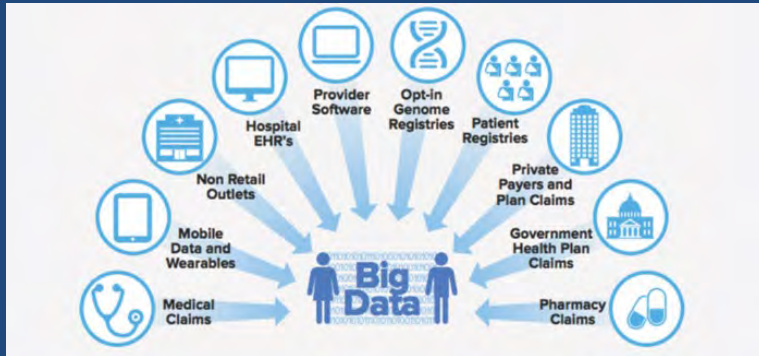 Provider
Software
Opt-in
Genome
Registries
Hospital
EHR's
Patient
Registries
Non Retail
Outlets
Private
Payers and
Plan Claims
Mobile
Data and
Wearables
Government
Health Plan
Claims
Big
Data
Medical
Claims
Pharmacy
Claims